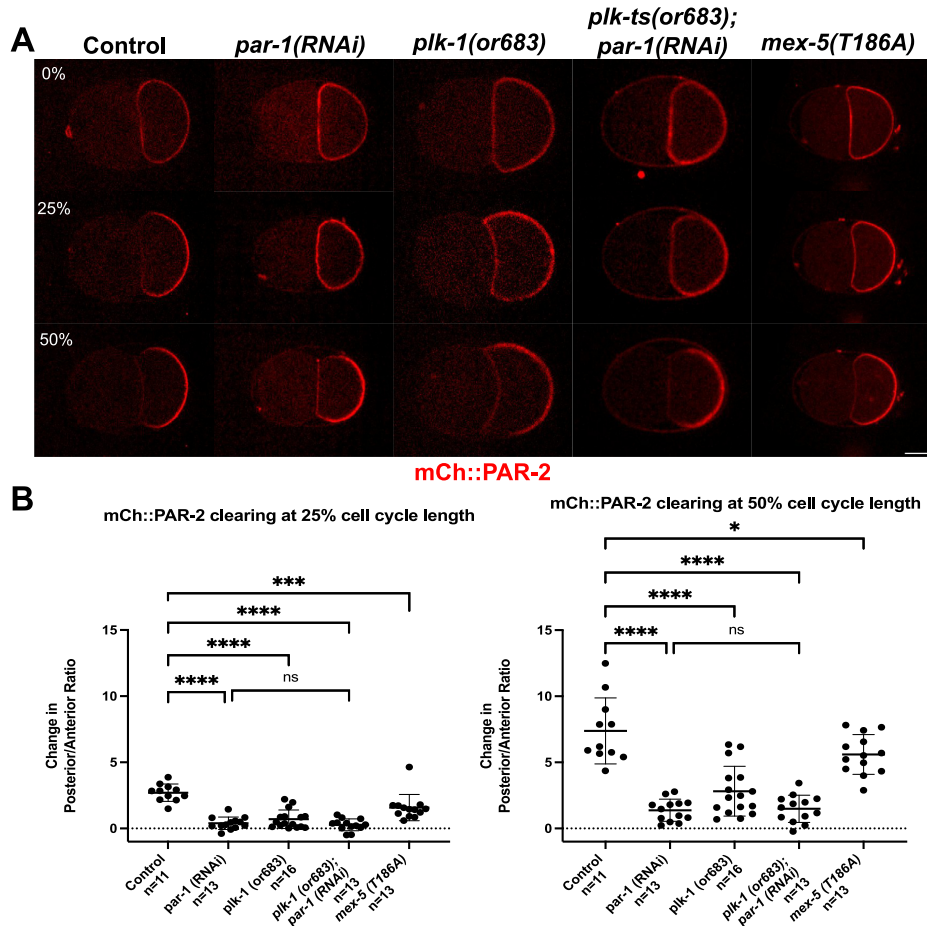 A
Control
par-1(RNAi)
plk-1(or683)
plk-ts(or683);
par-1(RNAi)
mex-5(T186A)
0%
25%
50%
mCh::PAR-2
B
mCh::PAR-2 clearing at 25% cell cycle length
***
****
****
****
ns
15
10
5
0
Change in
Posterior/Anterior Ratio
Control
n=11
par-1 (RNAi)
n=13
plk-1 (or683)
n=16
plk-1 (or683);
par-1 (RNAi)
n=13
mex-5 (T186A)
n=13
mCh::PAR-2 clearing at 50% cell cycle length
*
****
****
****
ns
15
10
5
0
Change in
Posterior/Anterior Ratio
Control
n=11
par-1 (RNAi)
n=13
plk-1 (or683)
n=16
plk-1 (or683);
par-1 (RNAi)
n=13
mex-5 (T186A)
n=13